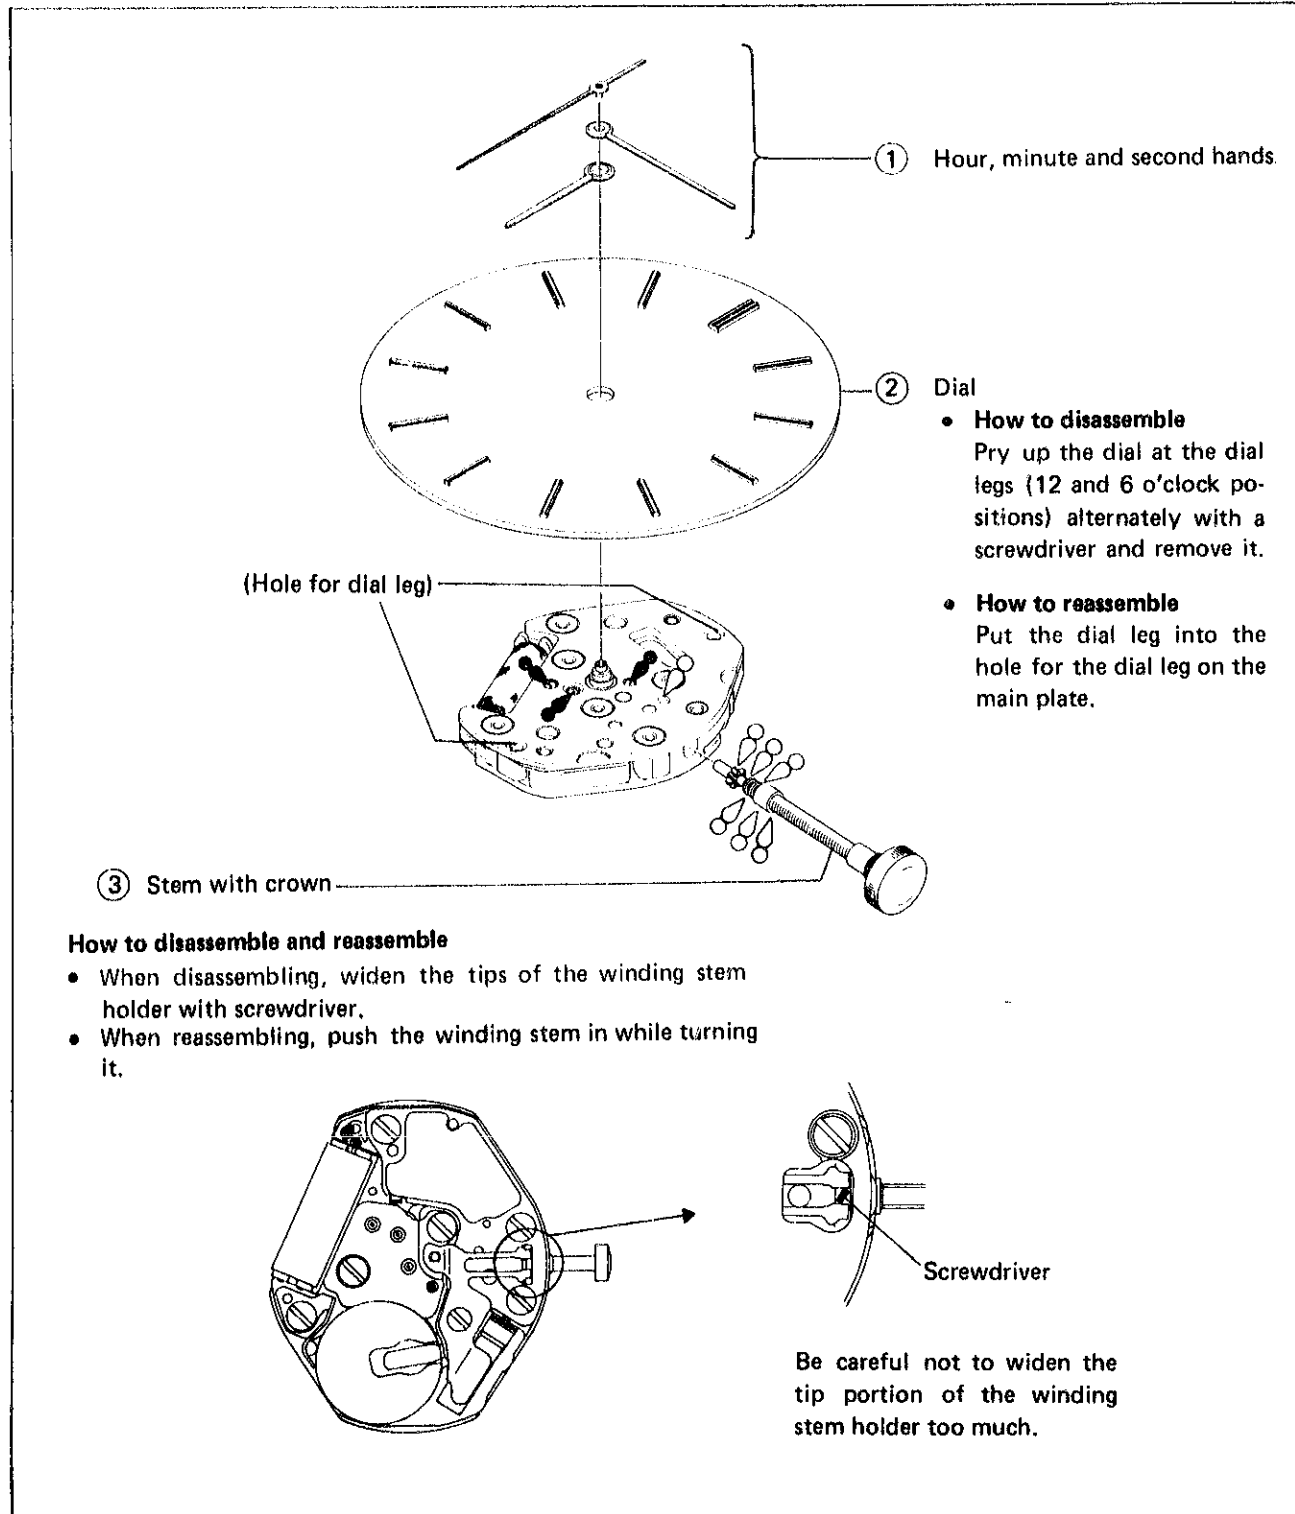 ① Hour, minute and second hands.
② Dial
• How to disassemble
Pry up the dial at the dial
legs (12 and 6 o'clock po-
sitions) alternately with a
screwdriver and remove it.
(Hole for dial leg)
• How to reassemble
Put the dial leg into the
hole for the dial leg on the
main plate.
③ Stem with crown
How to disassemble and reassemble
• When disassembling, widen the tips of the winding stem
holder with screwdriver.
• When reassembling, push the winding stem in while turning
it.
Screwdriver
Be careful not to widen the
tip portion of the winding
stem holder too much.